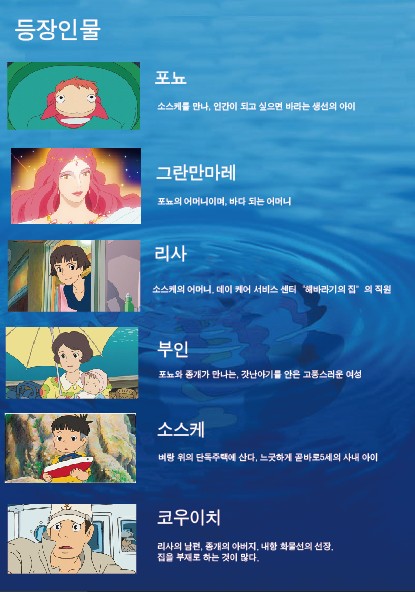 등장인물
포뇨
소스케를 만나, 인간이 되고 싶으면 바라는 생선의 아이
그란만마레
포뇨의 어머니이며, 바다 되는 어머니
리사
소스케의 어머니. 데이 케어 서비스 센터 "해바라기의 집" 의 직원
부인
포뇨와 종개가 만나는, 갓난아기를 안은 고풍스러운 여성
소스케
벼랑 위의 단독주택에 산다, 느긋하게 곧바로5세의 사내 아이
코우이치
리사의 남편, 종개의 아버지, 내항 화물선의 선장.
집을 부재로 하는 것이 많다.